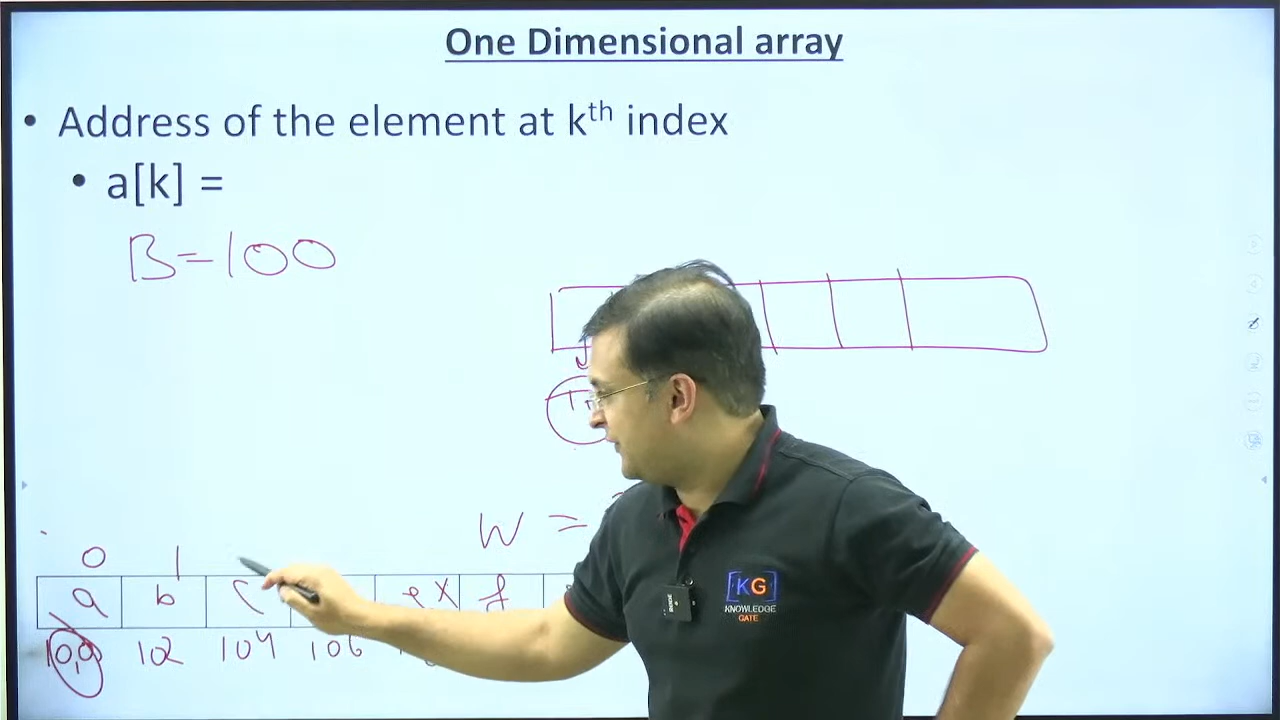 One Dimensional array
• Address of the element at kth index
• a[k] =
B=100
W =
0 1
a b c e x f
100 102 104 106
KG
KNOWLEDGE
GATE